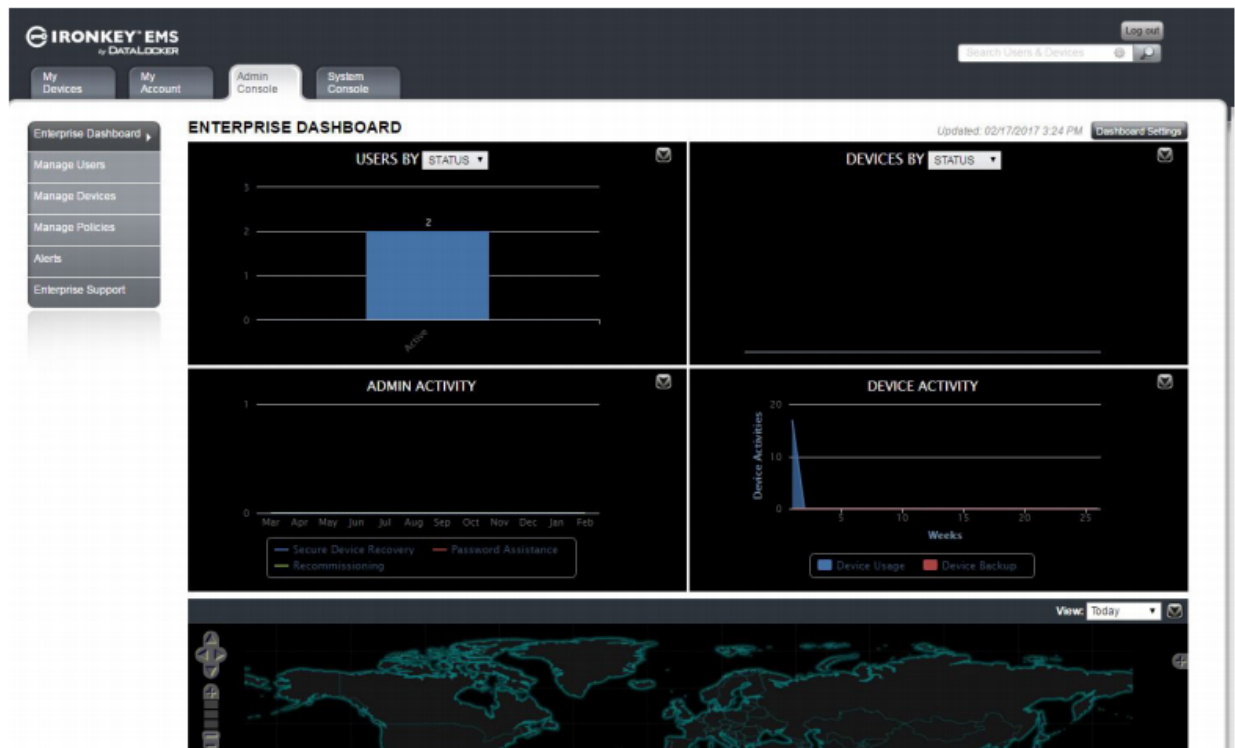 IRONKEY™ EMS
by DATALOCKER
Log out
Search Users & Devices
My Devices
My Account
Admin Console
System Console
Enterprise Dashboard
Manage Users
Manage Devices
Manage Policies
Alerts
Enterprise Support
ENTERPRISE DASHBOARD
Updated: 02/17/2017 3:24 PM
Dashboard Settings
USERS BY STATUS
3
2
2
1
0
Active
DEVICES BY STATUS
ADMIN ACTIVITY
1
0
Mar Apr May Jun Jul Aug Sep Oct Nov Dec Jan Feb
Secure Device Recovery Password Assistance
Recommissioning
DEVICE ACTIVITY
Device Activities
20
10
0
5 10 15 20 25
Weeks
Device Usage Device Backup
View: Today